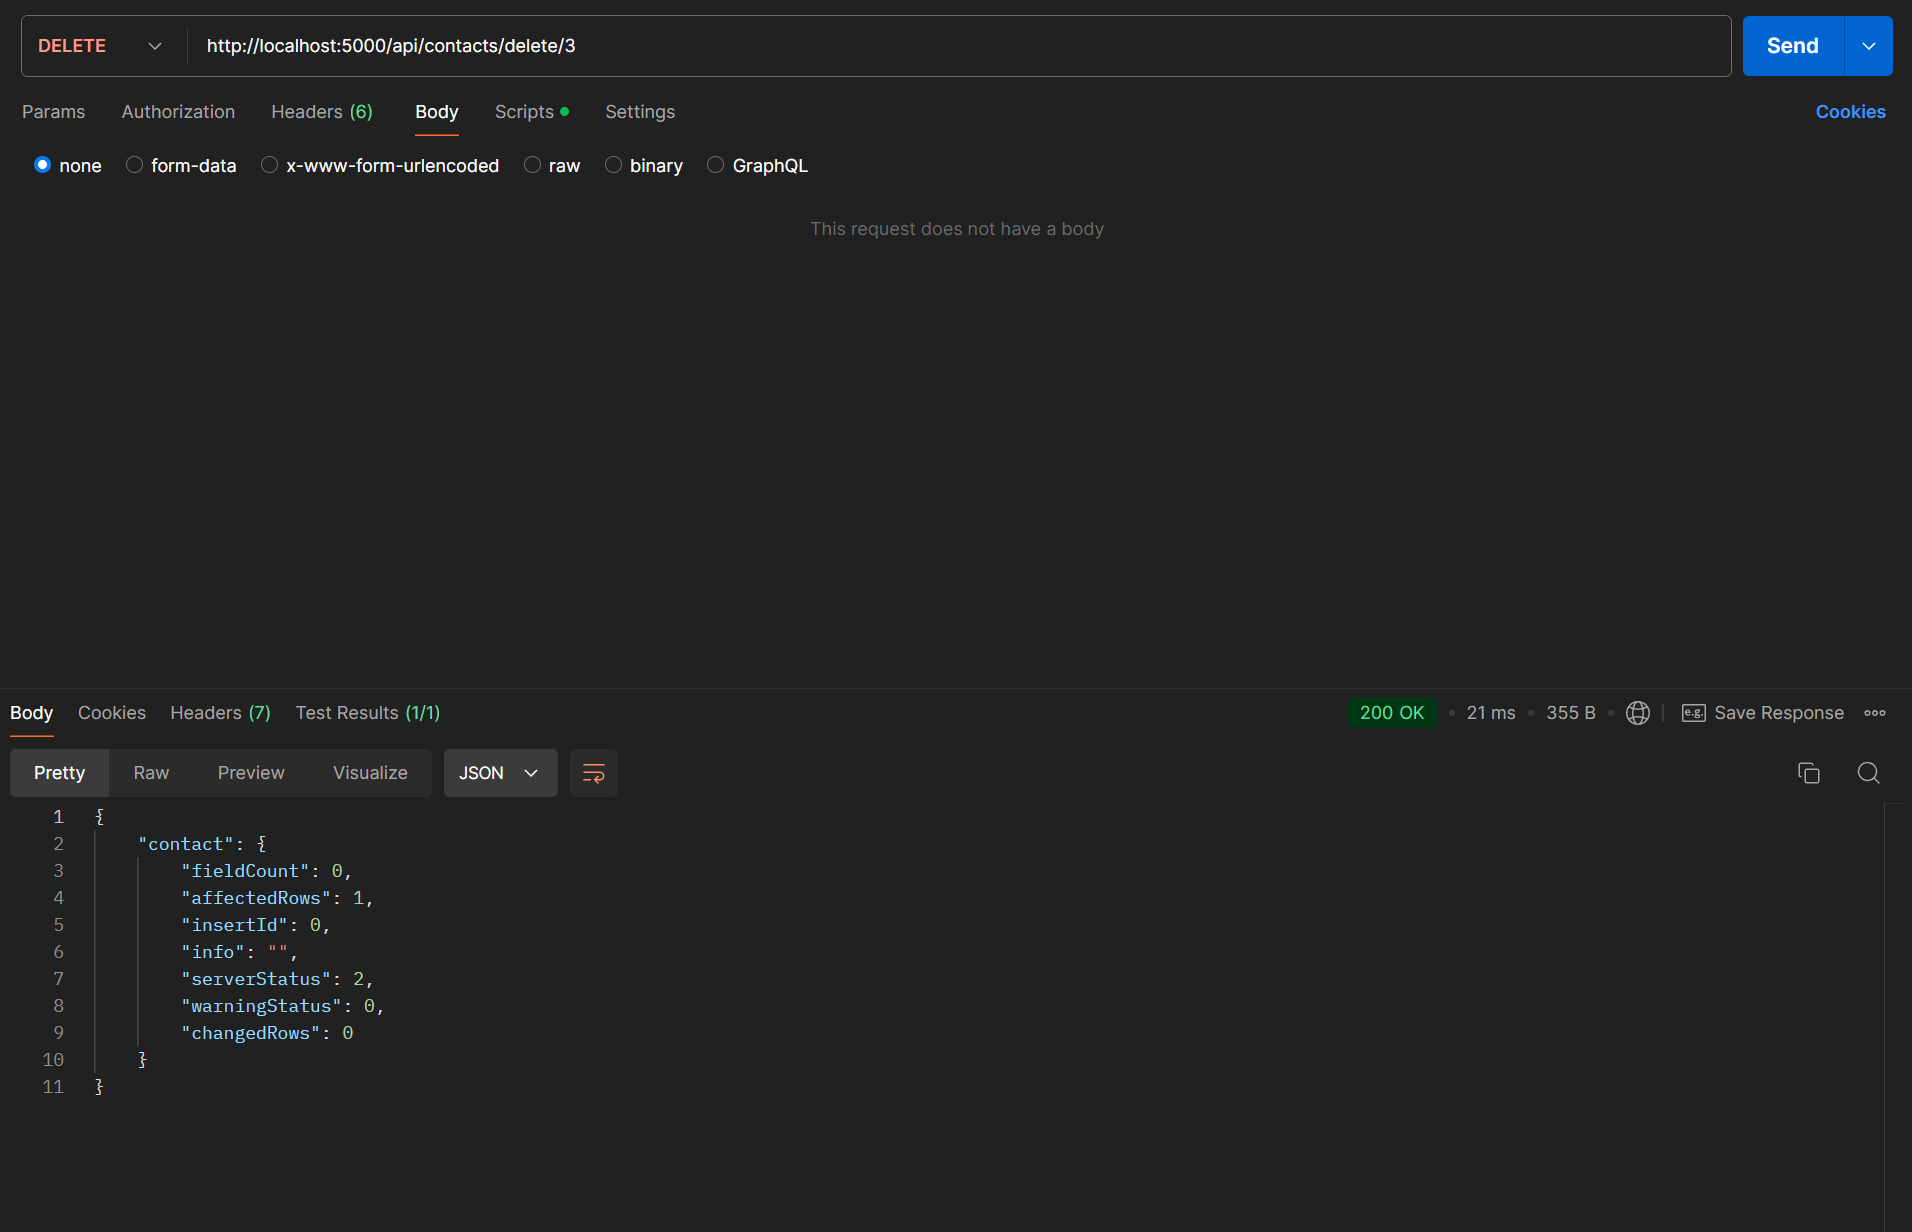 DELETE http://localhost:5000/api/contacts/delete/3 Send
Params Authorization Headers (6) Body Scripts Settings Cookies
none form-data x-www-form-urlencoded raw binary GraphQL
This request does not have a body
Body Cookies Headers (7) Test Results (1/1) 200 OK 21 ms 355 B e.g. Save Response
Pretty Raw Preview Visualize JSON
1 {
2 "contact": {
3 "fieldCount": 0,
4 "affectedRows": 1,
5 "insertId": 0,
6 "info": "",
7 "serverStatus": 2,
8 "warningStatus": 0,
9 "changedRows": 0
10 }
11 }